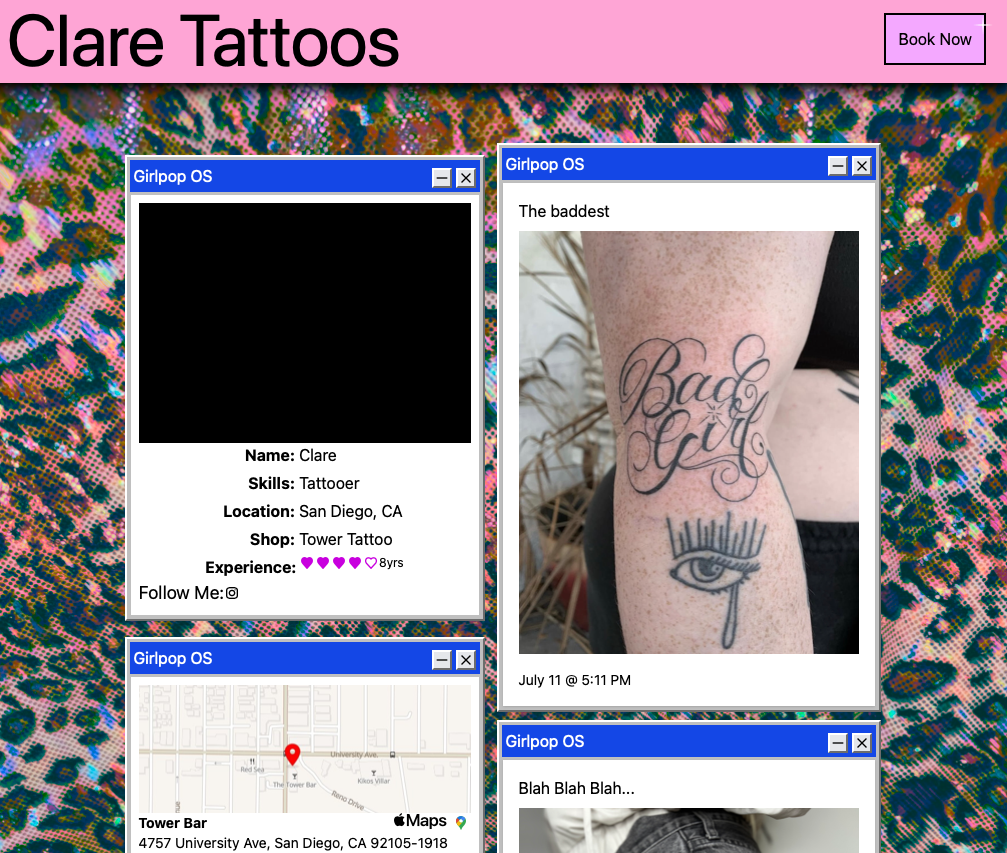 Clare Tattoos
Book Now
Girlpop OS
Name: Clare
Skills: Tattooer
Location: San Diego, CA
Shop: Tower Tattoo
Experience: 8yrs
Follow Me:
Girlpop OS
University Ave.
Red Sea
The Tower Bar
Kikos Villar
Reno Drive
Tower Bar
Maps
4757 University Ave, San Diego, CA 92105-1918
Girlpop OS
The baddest
Bad
Girl
July 11 @ 5:11 PM
Girlpop OS
Blah Blah Blah...